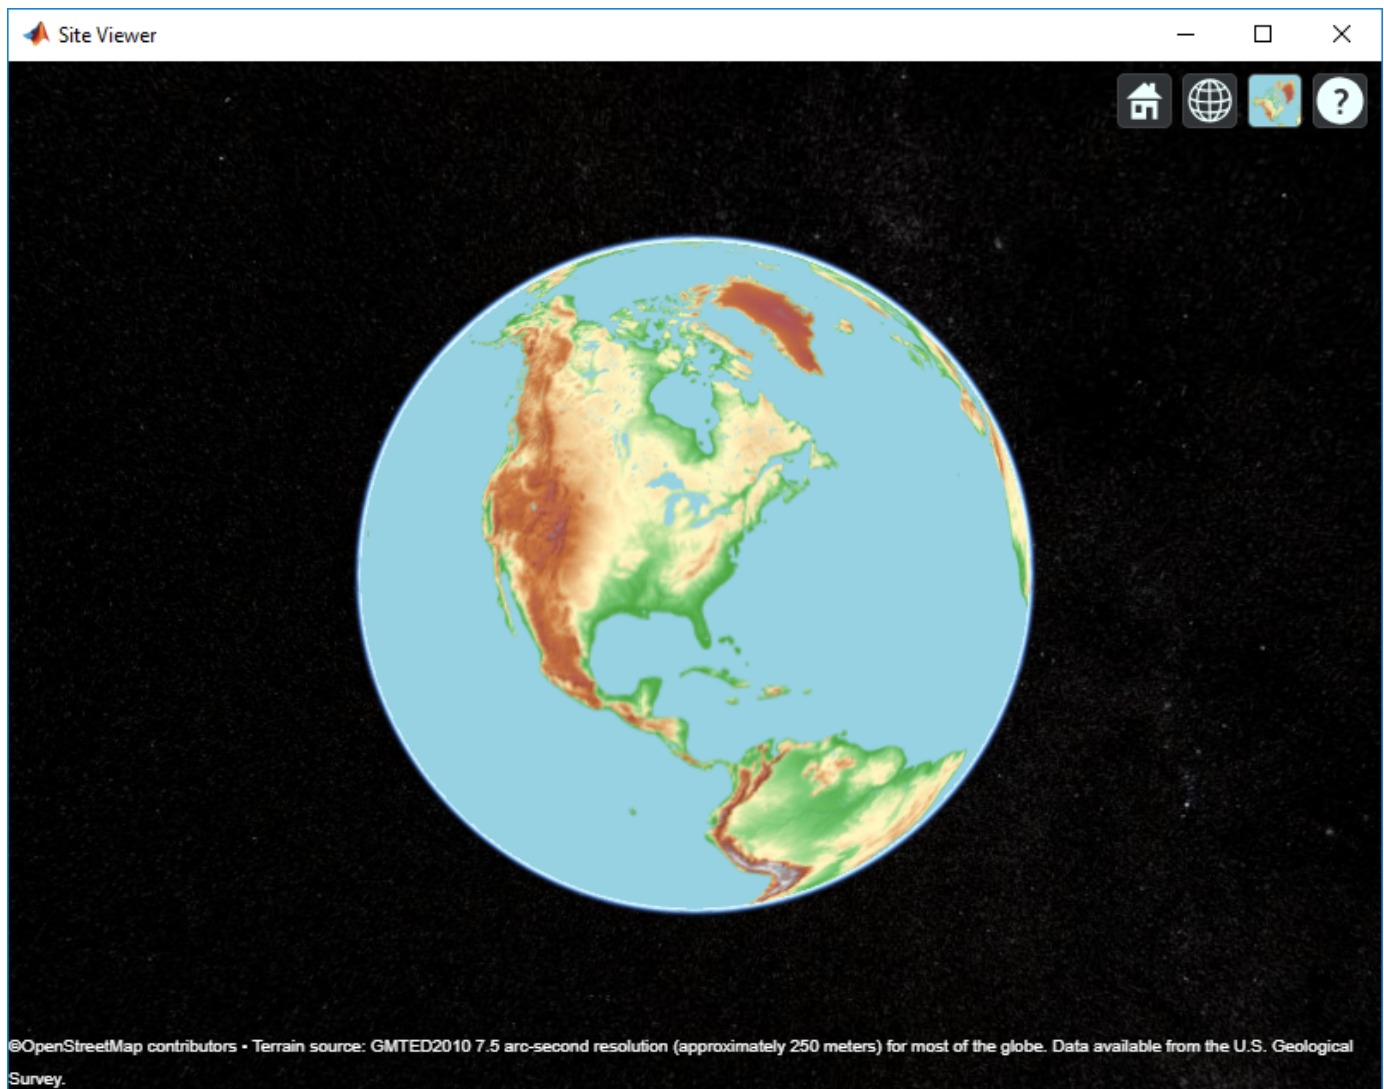 Site Viewer
?
©OpenStreetMap contributors • Terrain source: GMTED2010 7.5 arc-second resolution (approximately 250 meters) for most of the globe. Data available from the U.S. Geological
Survey.